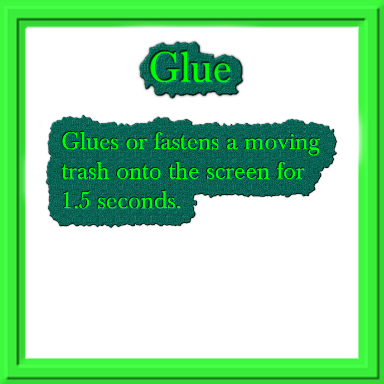 Glue
Glues or fastens a moving
trash onto the screen for
1.5 seconds.